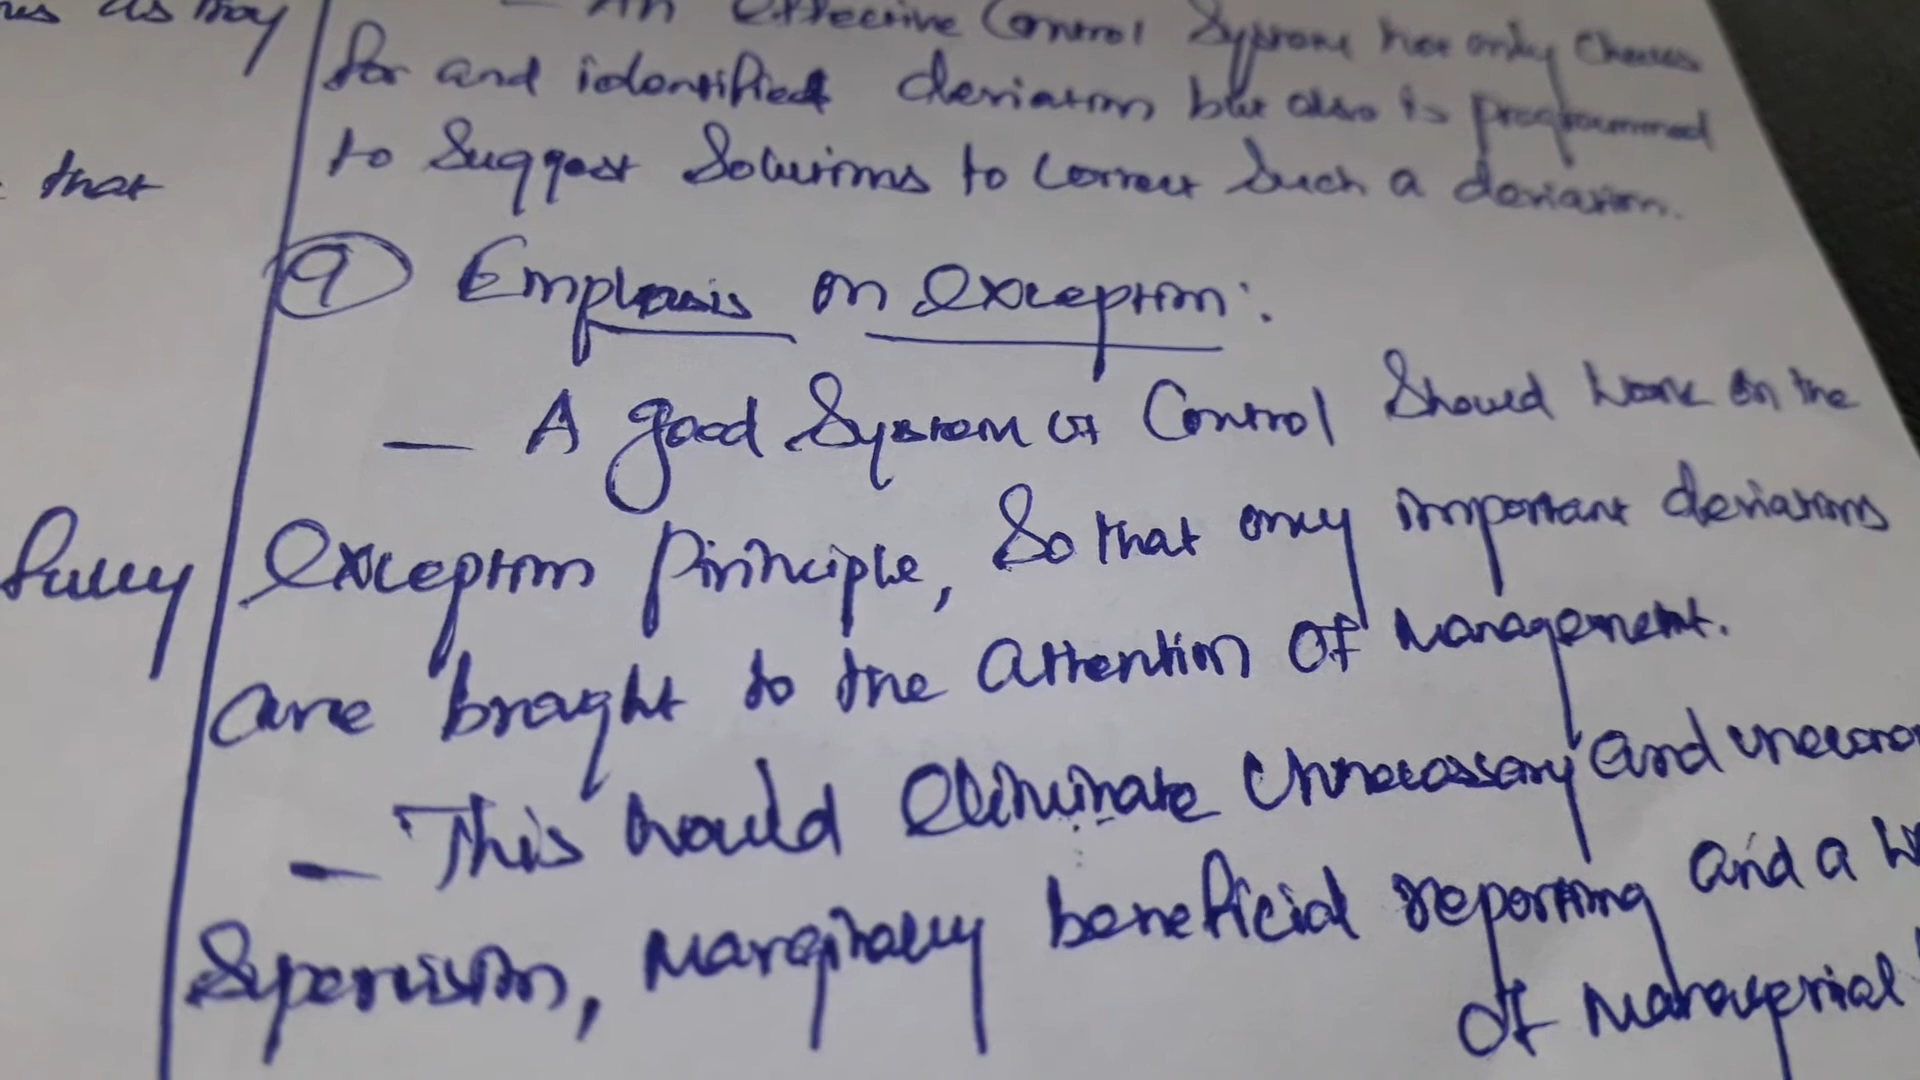 that
fully
An effective Control System not only checks
for and identifies deviation but also is programmed
to Suggest Solutions to correct Such a deviation.
9 Emphasis on exception:
— A good System of Control Should work on the
exception Principle, So that only important deviations
are brought to the attention of Management.
— This would eliminate Unnecessary and
Supervision, Marginally beneficial reporting and a
of Managerial